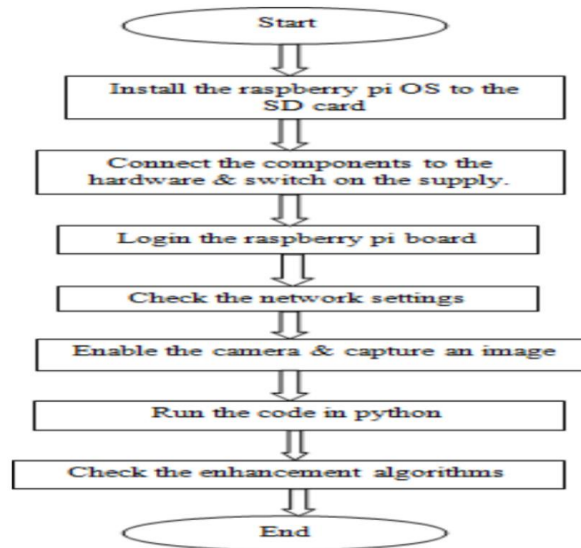 Start
Install the raspberry pi OS to the
SD card
Connect the components to the
hardware & switch on the supply.
Login the raspberry pi board
Check the network settings
Enable the camera & capture an image
Run the code in python
Check the enhancement algorithms
End